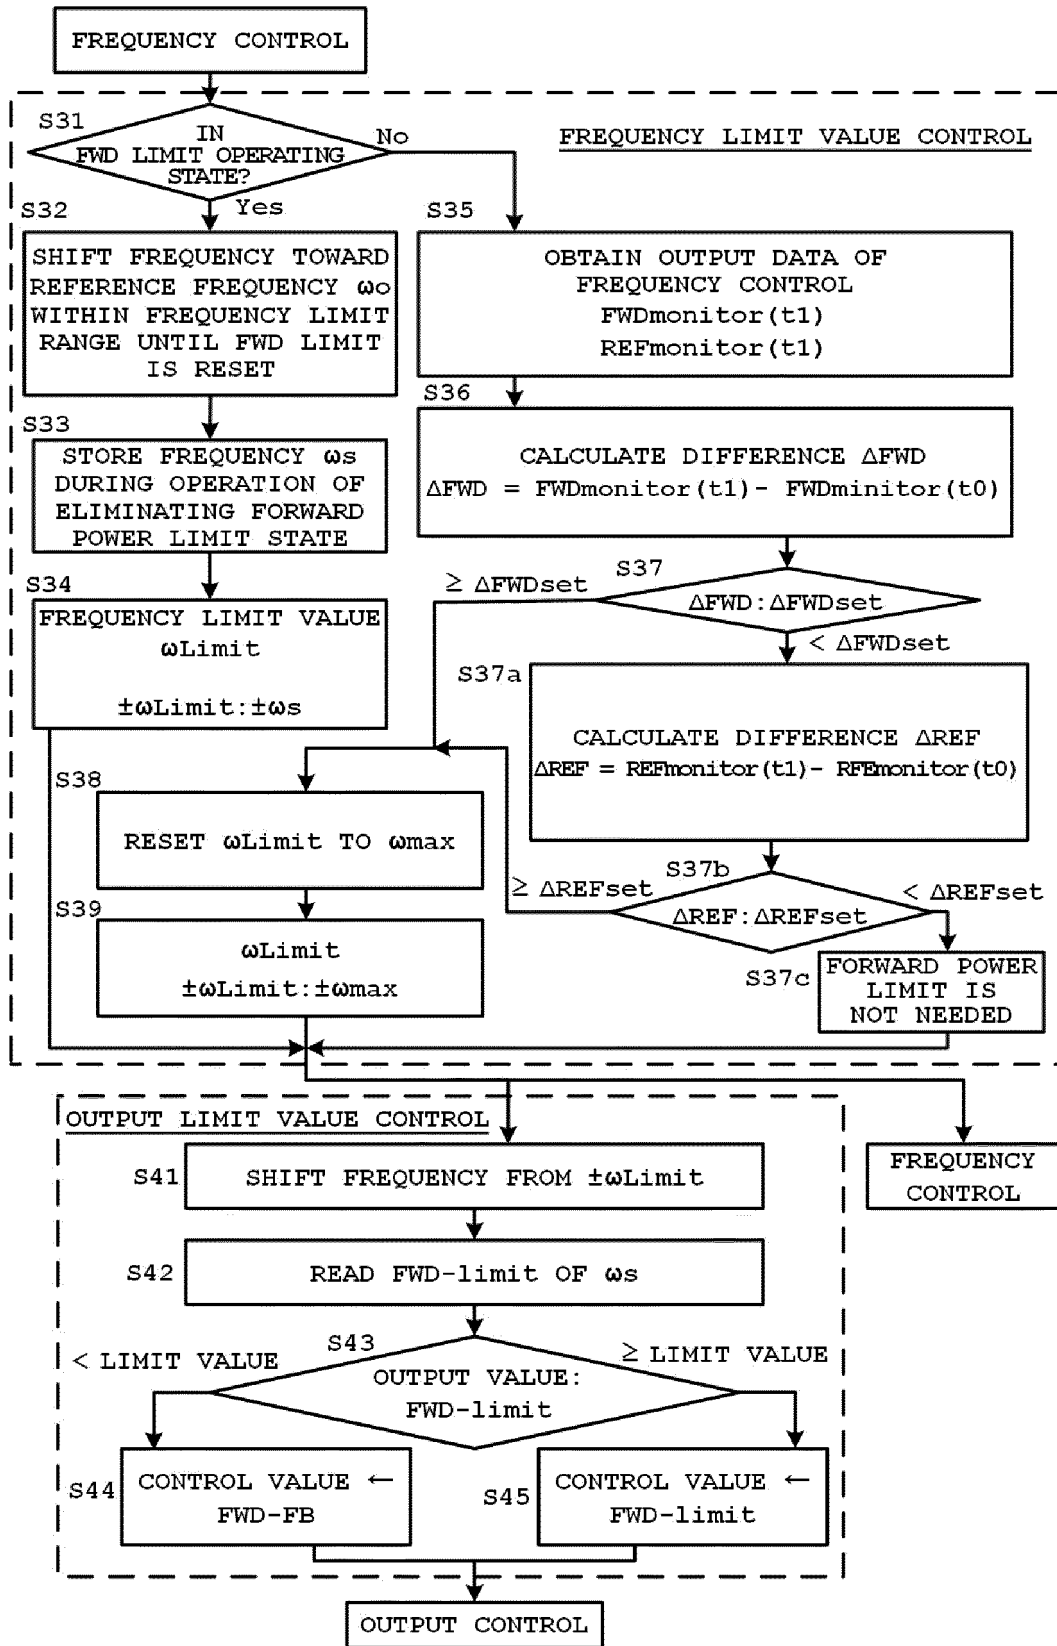 FREQUENCY CONTROL
S31
IN
FWD LIMIT OPERATING
STATE?
No
Yes
FREQUENCY LIMIT VALUE CONTROL
S32
SHIFT FREQUENCY TOWARD
REFERENCE FREQUENCY ωo
WITHIN FREQUENCY LIMIT
RANGE UNTIL FWD LIMIT
IS RESET
S35
OBTAIN OUTPUT DATA OF
FREQUENCY CONTROL
FWDmonitor(t1)
REFmonitor(t1)
S33
STORE FREQUENCY ωs
DURING OPERATION OF
ELIMINATING FORWARD
POWER LIMIT STATE
S36
CALCULATE DIFFERENCE ΔFWD
ΔFWD = FWDmonitor(t1)- FWDminitor(t0)
S34
FREQUENCY LIMIT VALUE
ωLimit
±ωLimit:±ωs
S37
≥ ΔFWDset
ΔFWD:ΔFWDset
< ΔFWDset
S37a
CALCULATE DIFFERENCE ΔREF
ΔREF = REFmonitor(t1)- RFEmonitor(t0)
S38
RESET ωLimit TO ωmax
S37b
≥ ΔREFset
< ΔREFset
ΔREF:ΔREFset
S39
ωLimit
±ωLimit:±ωmax
S37c
FORWARD POWER
LIMIT IS
NOT NEEDED
OUTPUT LIMIT VALUE CONTROL
S41
SHIFT FREQUENCY FROM ±ωLimit
FREQUENCY
CONTROL
S42
READ FWD-limit OF ωs
S43
< LIMIT VALUE
≥ LIMIT VALUE
OUTPUT VALUE:
FWD-limit
S44
CONTROL VALUE ←
FWD-FB
S45
CONTROL VALUE ←
FWD-limit
OUTPUT CONTROL